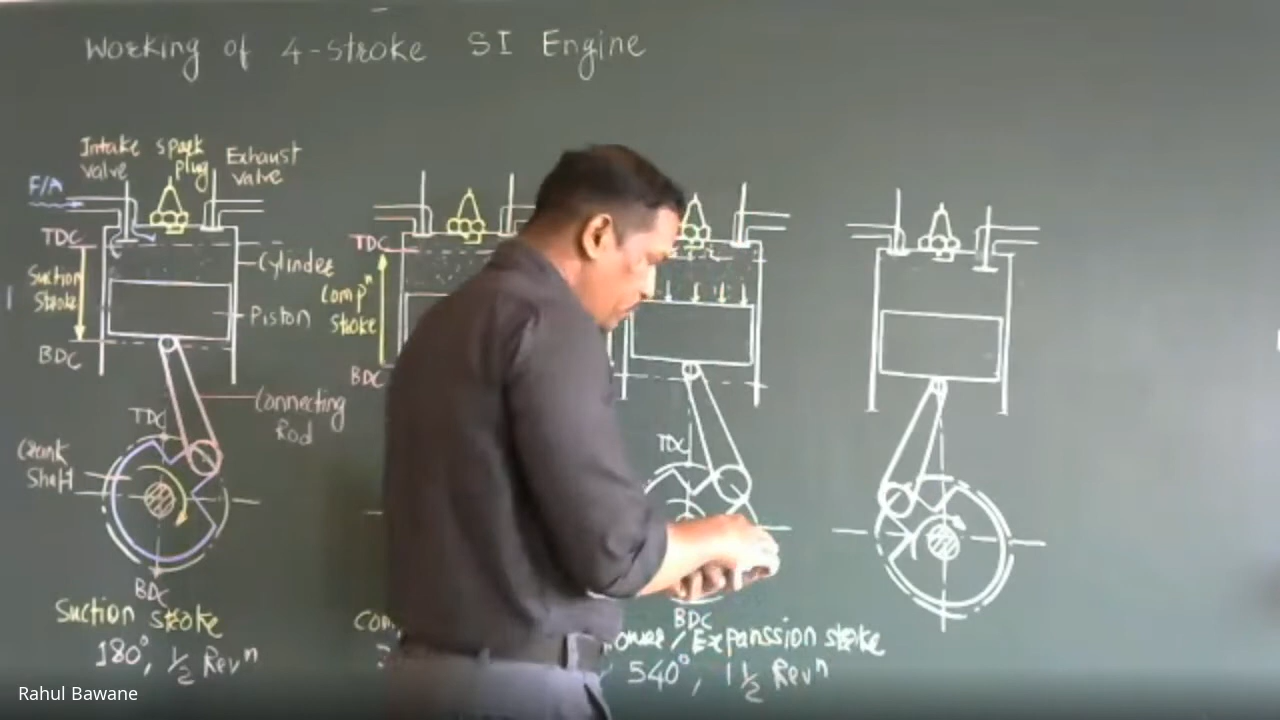 Working of 4-stroke SI Engine
Intake
valve
spark
plug
Exhaust
valve
F/A
TDC
Suction
Stroke
BDC
Cylinder
Piston
Connecting
Rod
TDC
Crank
Shaft
BDC
Suction stroke
180°, 1/2 Revⁿ
TDC
Compⁿ
stroke
BDC
com
TDC
BDC
ower/Expanssion stroke
540°, 1 1/2 Revⁿ
Rahul Bawane